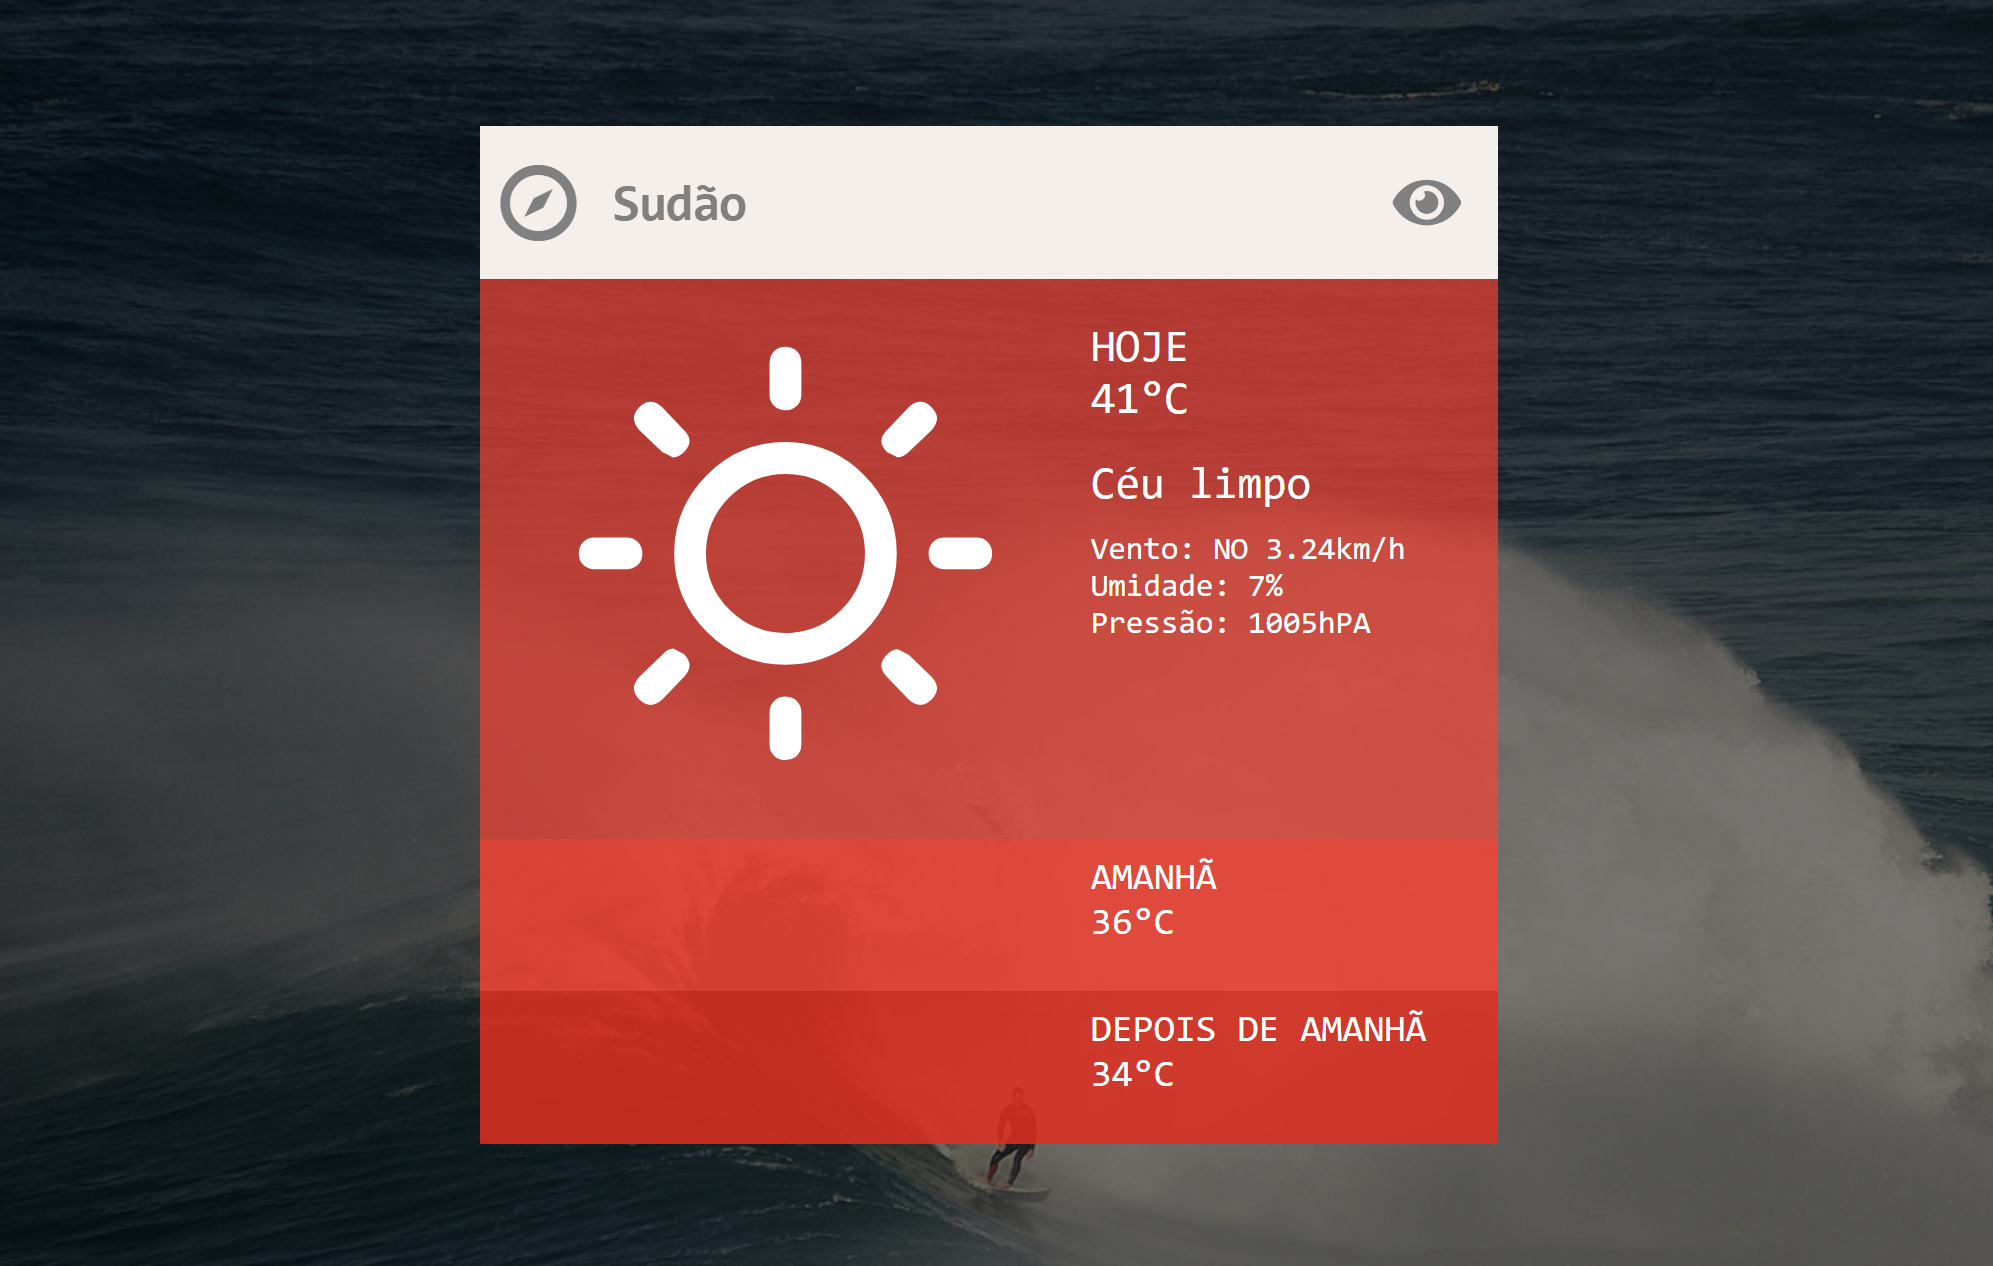 Sudão
HOJE
41°C
Céu limpo
Vento: NO 3.24km/h
Umidade: 7%
Pressão: 1005hPA
AMANHÃ
36°C
DEPOIS DE AMANHÃ
34°C